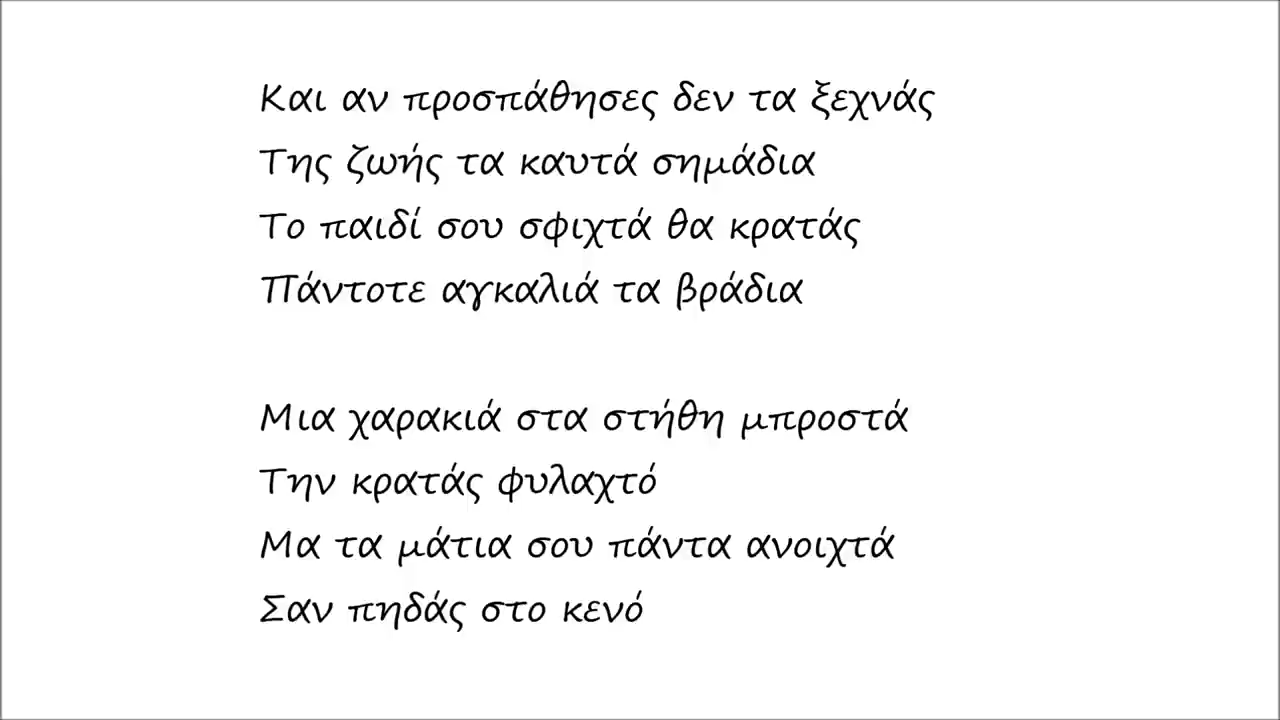 Και αν προσπάθησες δεν τα ξεχνάς
Της ζωής τα καυτά σημάδια
Το παιδί σου σφιχτά θα κρατάς
Πάντοτε αγκαλιά τα βράδια
Μια χαρακιά στα στήθη μπροστά
Την κρατάς φυλαχτό
Μα τα μάτια σου πάντα ανοιχτά
Σαν πηδάς στο κενό